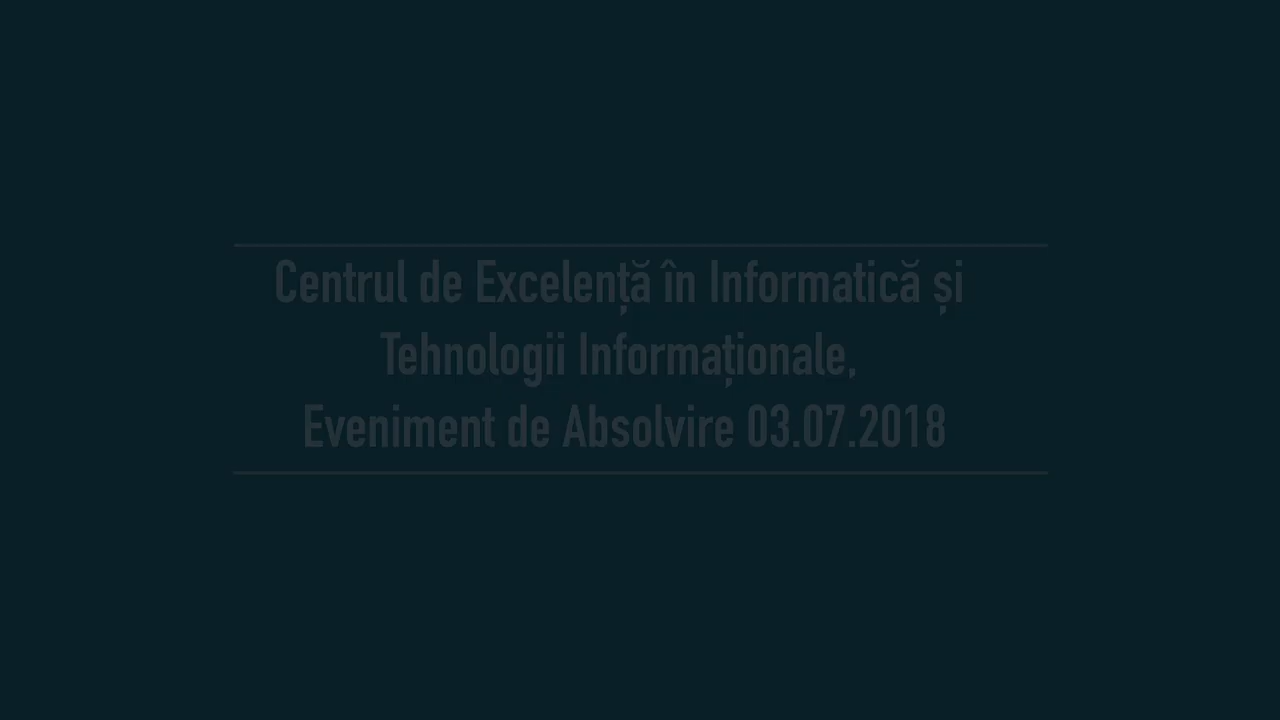 Centrul de Excelență în Informatică și
Tehnologii Informaționale,
Eveniment de Absolvire 03.07.2018